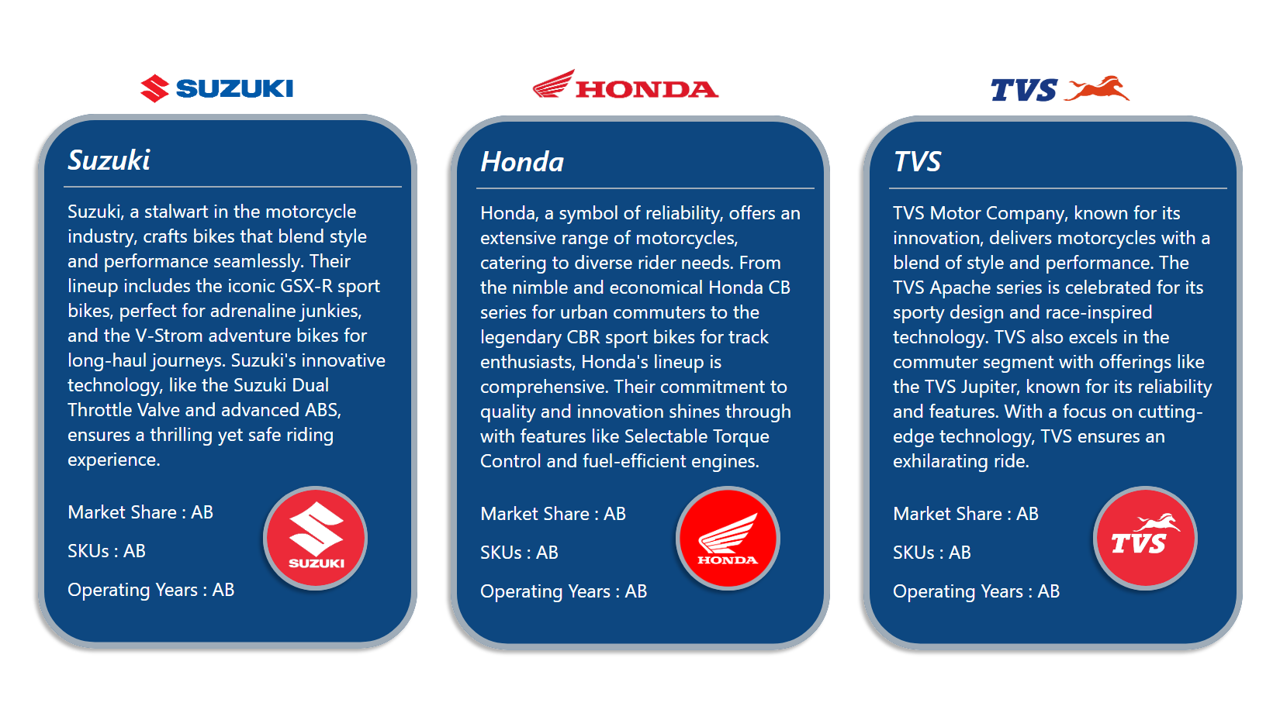 SUZUKI
HONDA
TVS
Suzuki
Suzuki, a stalwart in the motorcycle
industry, crafts bikes that blend style
and performance seamlessly. Their
lineup includes the iconic GSX-R sport
bikes, perfect for adrenaline junkies,
and the V-Strom adventure bikes for
long-haul journeys. Suzuki's innovative
technology, like the Suzuki Dual
Throttle Valve and advanced ABS,
ensures a thrilling yet safe riding
experience.
Market Share : AB
SKUs : AB
Operating Years : AB
SUZUKI
Honda
Honda, a symbol of reliability, offers an
extensive range of motorcycles,
catering to diverse rider needs. From
the nimble and economical Honda CB
series for urban commuters to the
legendary CBR sport bikes for track
enthusiasts, Honda's lineup is
comprehensive. Their commitment to
quality and innovation shines through
with features like Selectable Torque
Control and fuel-efficient engines.
Market Share : AB
SKUs : AB
Operating Years : AB
HONDA
TVS
TVS Motor Company, known for its
innovation, delivers motorcycles with a
blend of style and performance. The
TVS Apache series is celebrated for its
sporty design and race-inspired
technology. TVS also excels in the
commuter segment with offerings like
the TVS Jupiter, known for its reliability
and features. With a focus on cutting-
edge technology, TVS ensures an
exhilarating ride.
Market Share : AB
SKUs : AB
Operating Years : AB
TVS